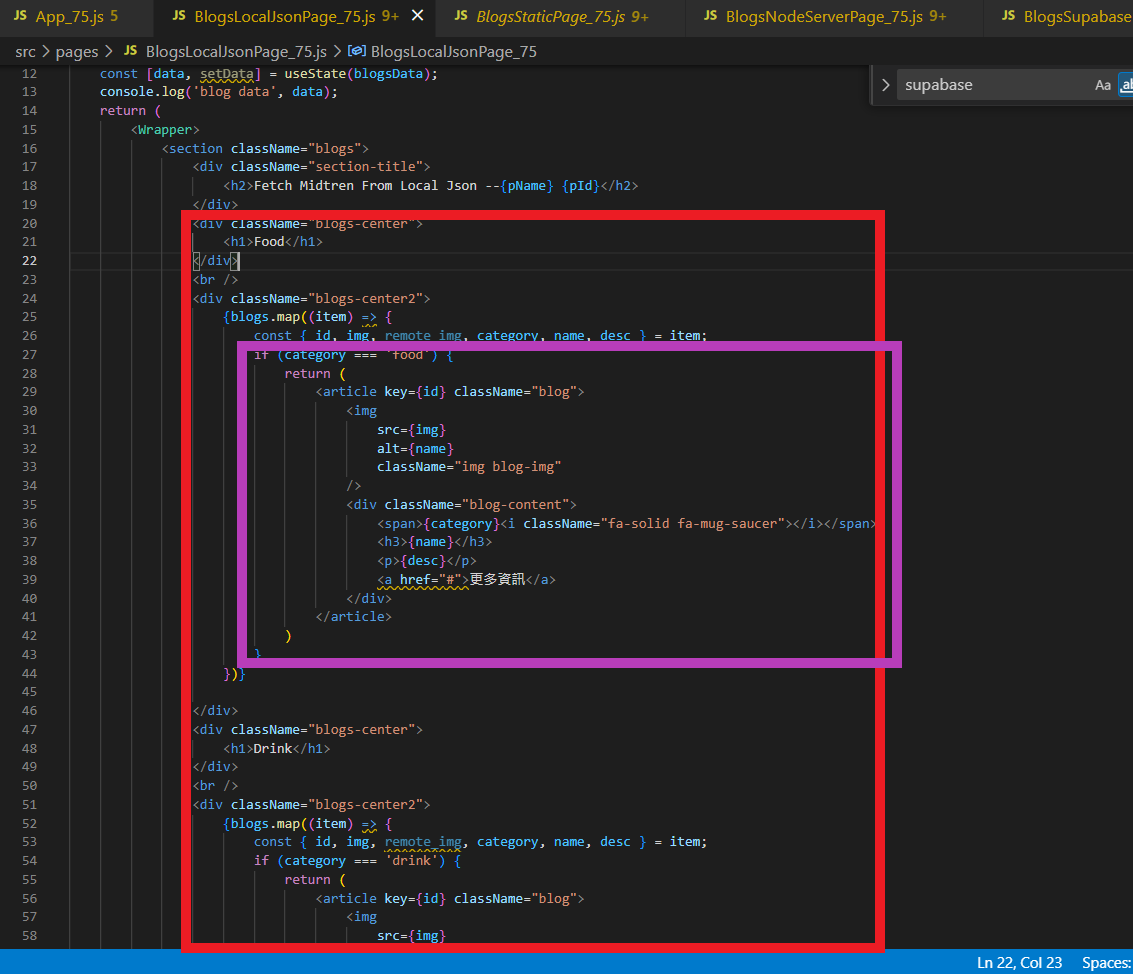 JS App_75.js 5 JS BlogsLocalJsonPage_75.js 9+ × JS BlogsStaticPage_75.js 9+ JS BlogsNodeServerPage_75.js 9+ JS BlogsSupabase
src > pages > JS BlogsLocalJsonPage_75.js > BlogsLocalJsonPage_75
> supabase Aa ab
12 const [data, setData] = useState(blogsData);
13 console.log('blog data', data);
14 return (
15 <Wrapper>
16 <section className="blogs">
17 <div className="section-title">
18 <h2>Fetch Midtren From Local Json --{pName} {pId}</h2>
19 </div>
20 <div className="blogs-center">
21 <h1>Food</h1>
22 </div>
23 <br />
24 <div className="blogs-center2">
25 {blogs.map((item) => {
26 const { id, img, remote_img, category, name, desc } = item;
27 if (category === 'food') {
28 return (
29 <article key={id} className="blog">
30 <img
31 src={img}
32 alt={name}
33 className="img blog-img"
34 />
35 <div className="blog-content">
36 <span>{category}<i className="fa-solid fa-mug-saucer"></i></span>
37 <h3>{name}</h3>
38 <p>{desc}</p>
39 <a href="#">更多資訊</a>
40 </div>
41 </article>
42 )
43 }
44 })}
45
46 </div>
47 <div className="blogs-center">
48 <h1>Drink</h1>
49 </div>
50 <br />
51 <div className="blogs-center2">
52 {blogs.map((item) => {
53 const { id, img, remote_img, category, name, desc } = item;
54 if (category === 'drink') {
55 return (
56 <article key={id} className="blog">
57 <img
58 src={img}
Ln 22, Col 23 Spaces: